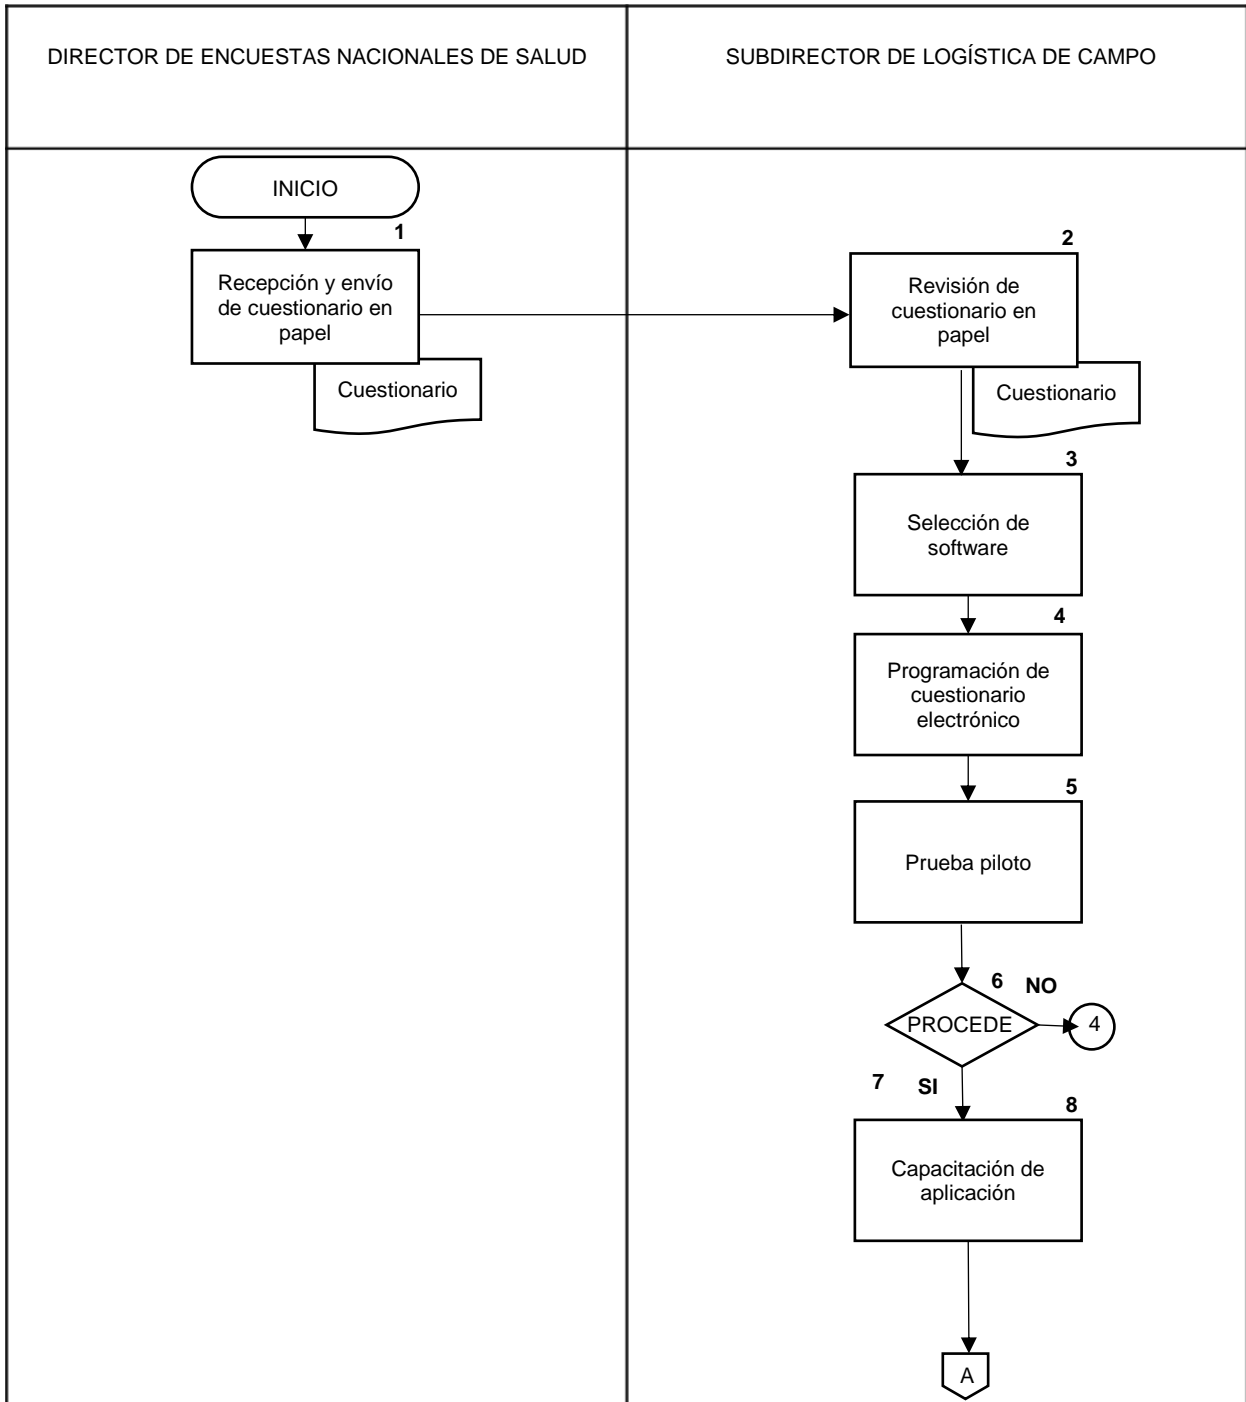 DIRECTOR DE ENCUESTAS NACIONALES DE SALUD
SUBDIRECTOR DE LOGÍSTICA DE CAMPO
INICIO
1
Recepción y envío
de cuestionario en
papel
Cuestionario
2
Revisión de
cuestionario en
papel
Cuestionario
3
Selección de
software
4
Programación de
cuestionario
electrónico
5
Prueba piloto
6
NO
PROCEDE
4
7
SI
8
Capacitación de
aplicación
A